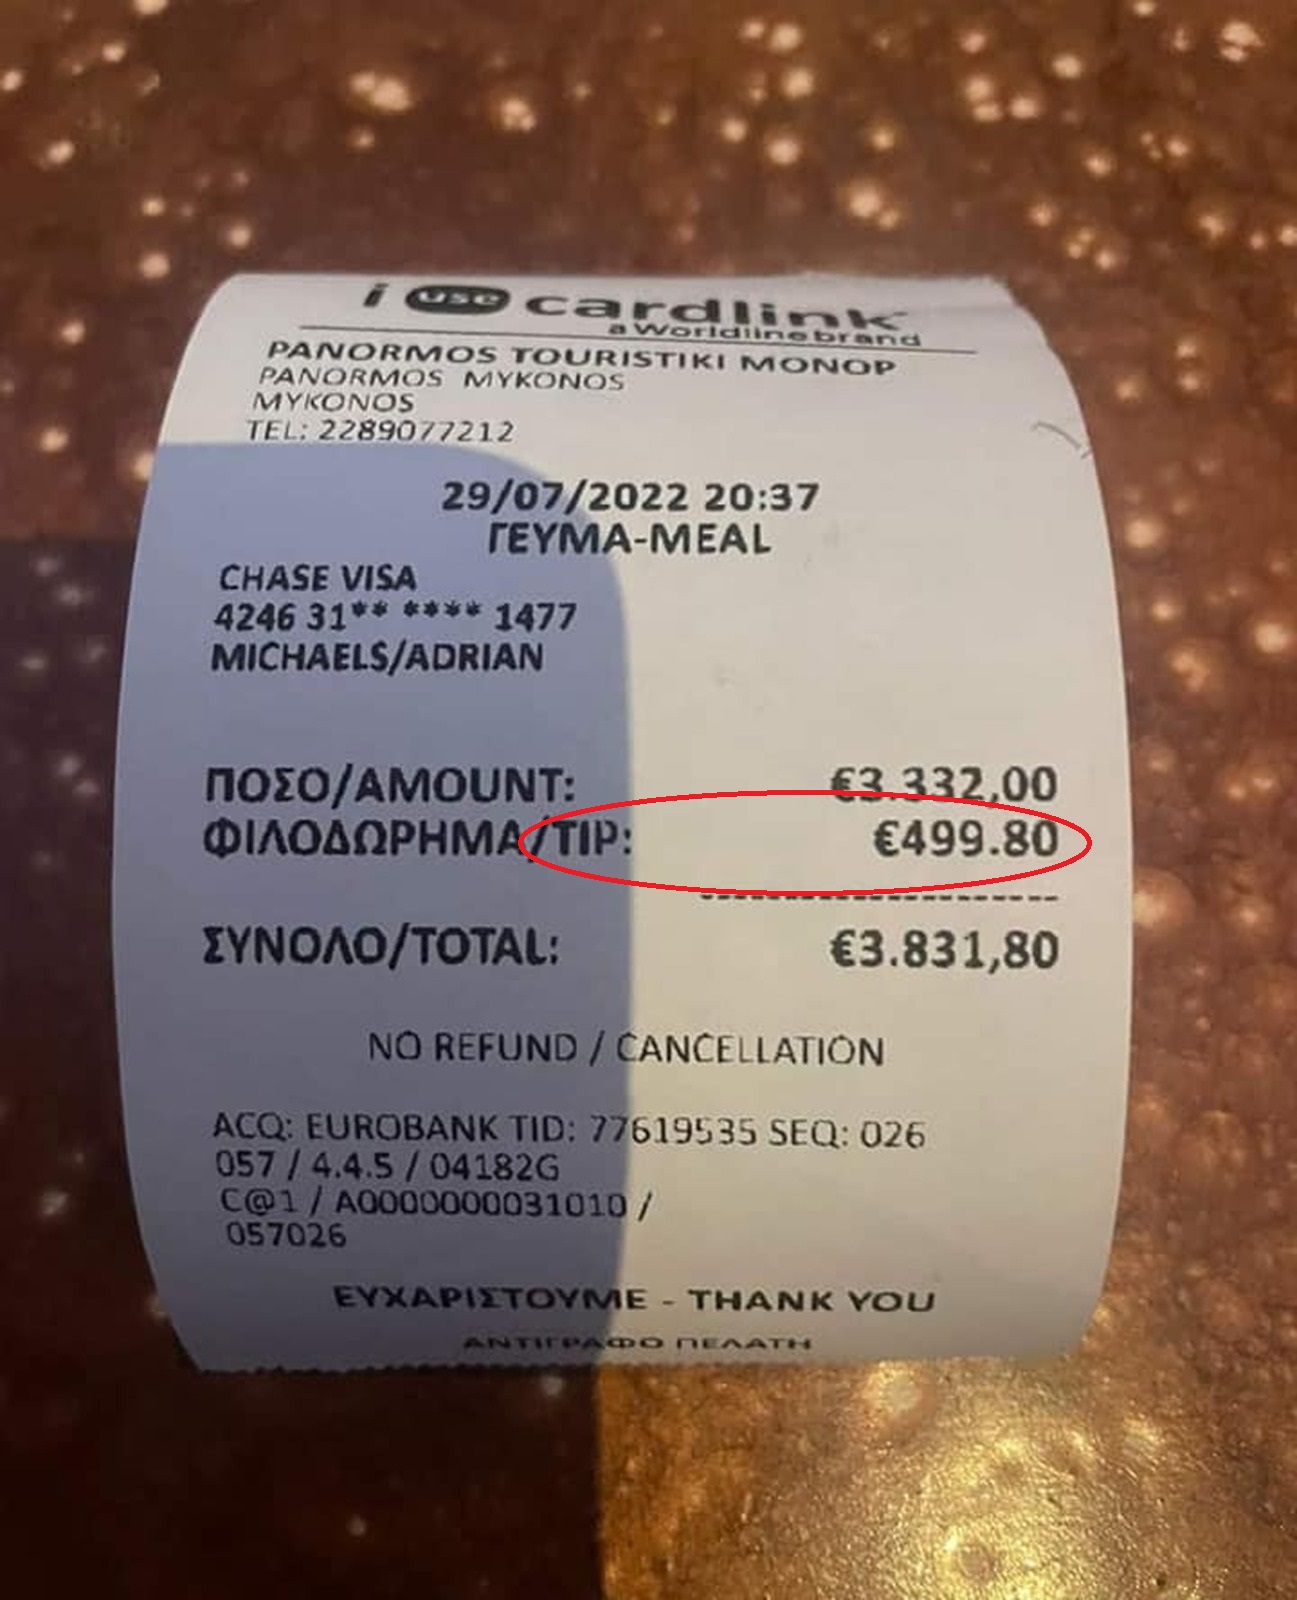 i use cardlink
a Worldline brand
PANORMOS TOURISTIKI MONOP
PANORMOS MYKONOS
MYKONOS
TEL: 2289077212
29/07/2022 20:37
ΓΕΥΜΑ-MEAL
CHASE VISA
4246 31** **** 1477
MICHAELS/ADRIAN
ΠΟΣΟ/AMOUNT: €3.332,00
ΦΙΛΟΔΩΡΗΜΑ/TIP: €499.80
---------------------
ΣΥΝΟΛΟ/TOTAL: €3.831,80
NO REFUND / CANCELLATION
ACQ: EUROBANK TID: 77619535 SEQ: 026
057 / 4.4.5 / 04182G
C@1 / A0000000031010 /
057026
ΕΥΧΑΡΙΣΤΟΥΜΕ - THANK YOU
ΑΝΤΙΓΡΑΦΟ ΠΕΛΑΤΗ